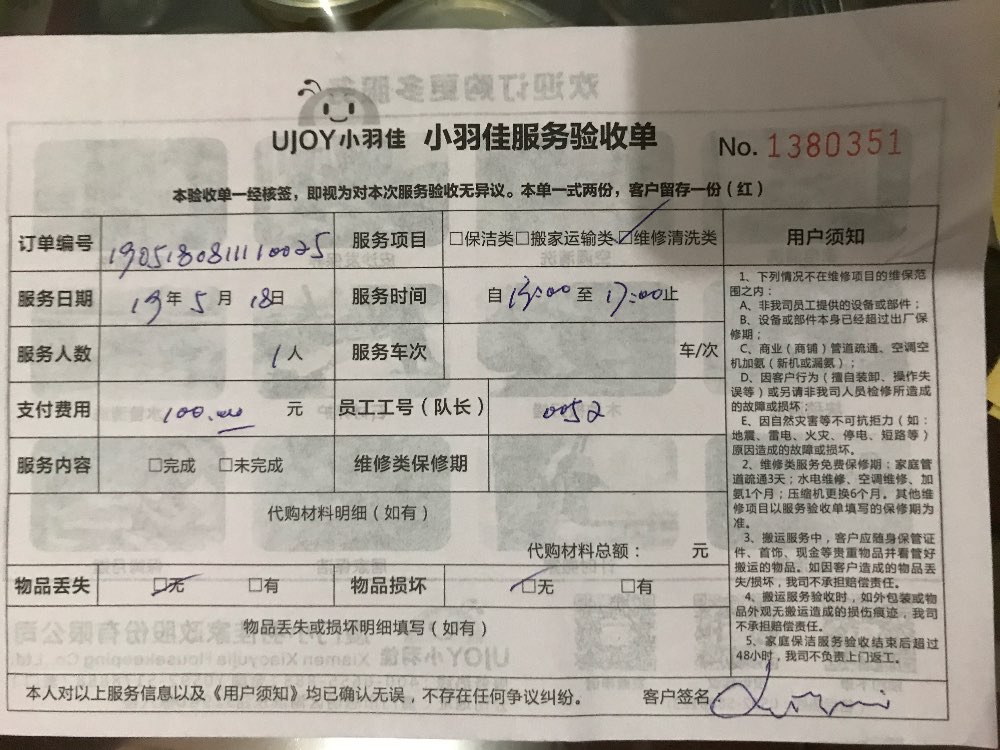 UJOY小羽佳 小羽佳服务验收单 No. 1380351
本验收单一经核签，即视为对本次服务验收无异议。本单一式两份，客户留存一份（红）
订单编号 190518081110025 服务项目 □保洁类□搬家运输类☑维修清洗类
服务日期 19年5月18日 服务时间 自13:00至17:00止
服务人数 1人 服务车次 车/次
支付费用 100.00 元 员工工号（队长） 0052
服务内容 □完成 □未完成 维修类保修期
代购材料明细（如有）
代购材料总额： 元
物品丢失 ☑无 □有 物品损坏 ☑无 □有
物品丢失或损坏明细填写（如有）
本人对以上服务信息以及《用户须知》均已确认无误，不存在任何争议纠纷。 客户签名
用户须知
1、下列情况不在维修项目的维保范
围之内：
A、非我司员工提供的设备或部件；
B、设备或部件本身已经超过出厂保
修期；
C、商业（商铺）管道疏通、空调空
机加氨（新机或漏氨）；
D、因客户行为（擅自装卸、操作失
误等）或另请非我司人员检修所造成
的故障或损坏；
E、因自然灾害等不可抗拒力（如：
地震、雷电、火灾、停电、短路等）
原因造成的故障或损坏。
2、维修类服务免费保修期：家庭管
道疏通3天；水电维修、空调维修、加
氨1个月；压缩机更换6个月。其他维
修项目以服务验收单填写的保修期为
准。
3、搬运服务中，客户应随身保管证
件、首饰、现金等贵重物品并看管好
搬运的物品。如因客户造成的物品丢
失/损坏，我司不承担赔偿责任。
4、搬运服务验收时，如外包装或物
品外观无搬运造成的损伤痕迹，我司
不承担赔偿责任。
5、家庭保洁服务验收结束后超过
48小时，我司不负责上门返工。